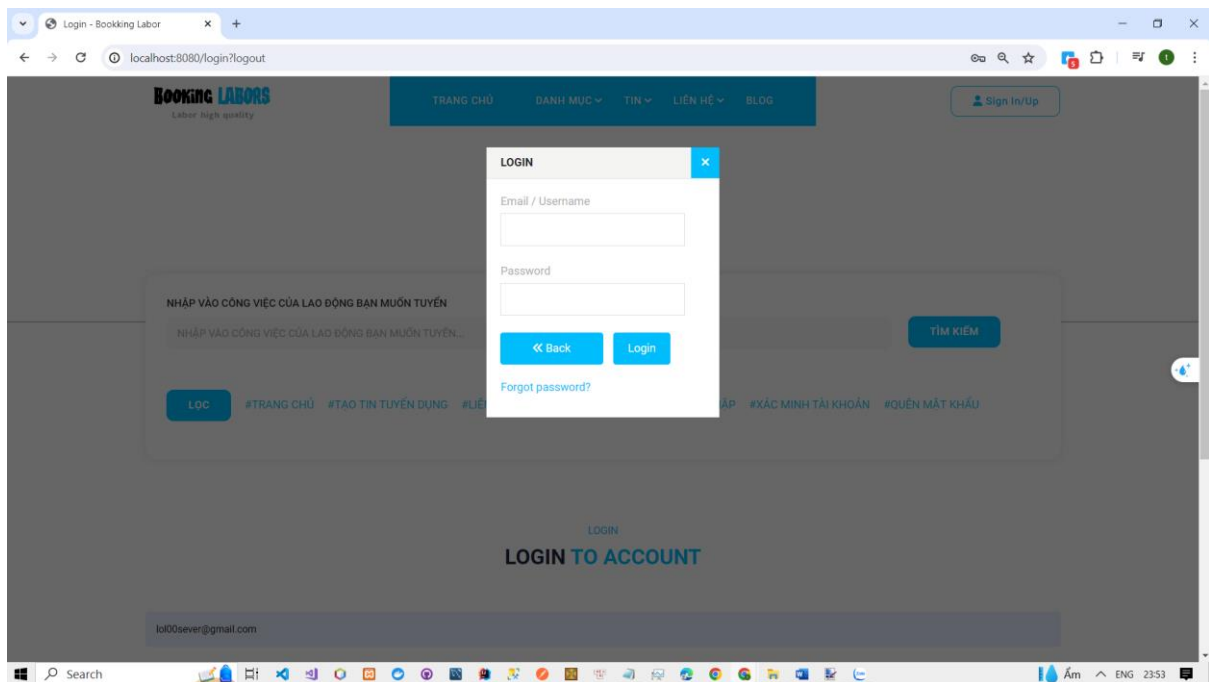 Login - Bookking Labor
localhost:8080/login?logout
BOOKING LABORS
Labor high quality
TRANG CHỦ DANH MỤC TIN LIÊN HỆ BLOG
Sign In/Up
LOGIN
Email / Username
Password
NHẬP VÀO CÔNG VIỆC CỦA LAO ĐỘNG BẠN MUỐN TUYỂN
NHẬP VÀO CÔNG VIỆC CỦA LAO ĐỘNG BẠN MUỐN TUYỂN...
TÌM KIẾM
Back Login
Forgot password?
LỌC #TRANG CHỦ #TẠO TIN TUYỂN DỤNG #XÁC MINH TÀI KHOẢN #QUÊN MẬT KHẨU
LOGIN
LOGIN TO ACCOUNT
lol00sever@gmail.com
Search
Ấm ENG 23:53